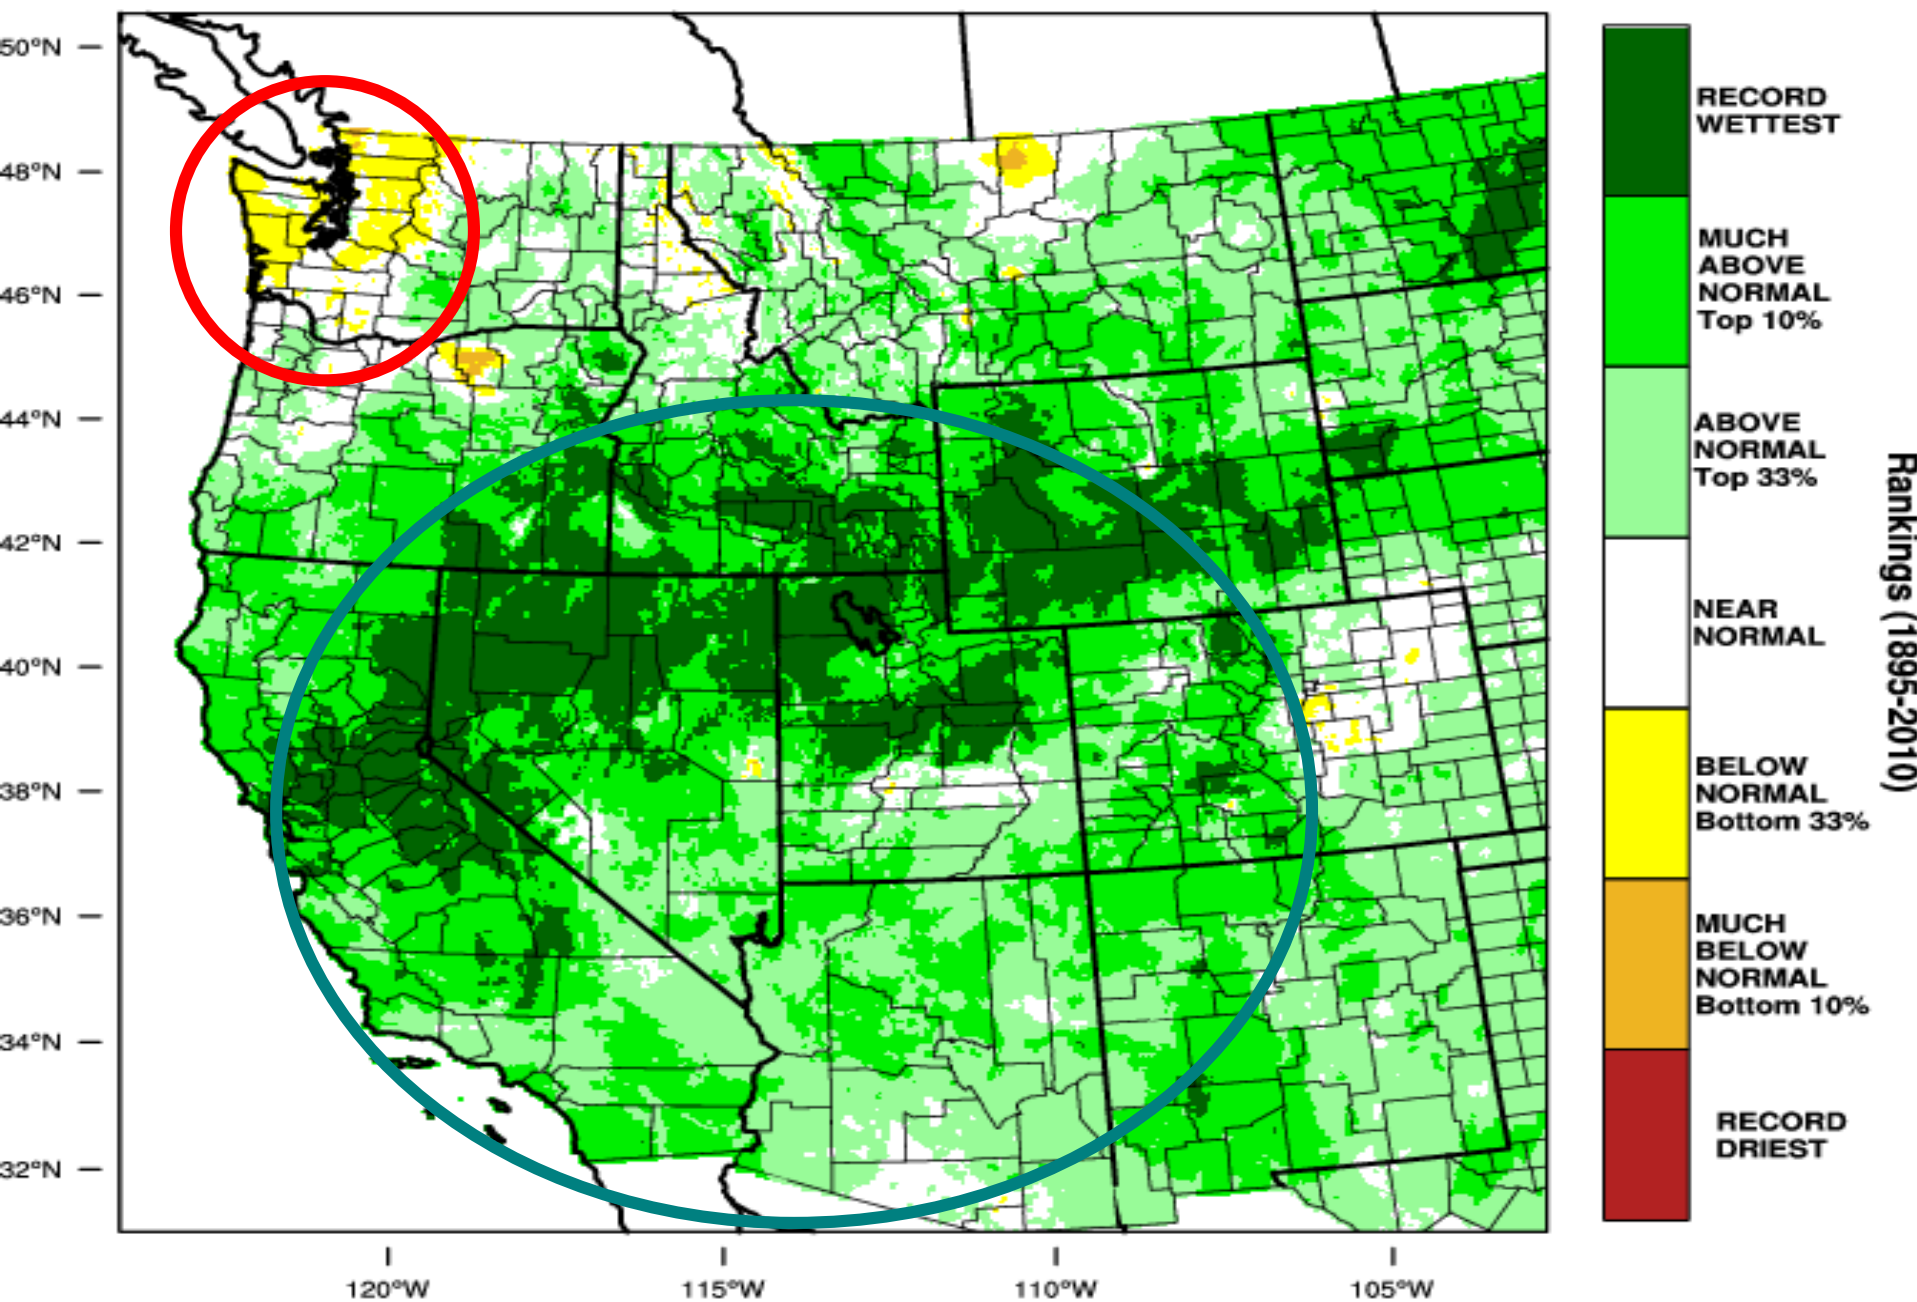 50°N
48°N
46°N
44°N
42°N
40°N
38°N
36°N
34°N
32°N
120°W
115°W
110°W
105°W
RECORD
WETTEST
MUCH
ABOVE
NORMAL
Top 10%
ABOVE
NORMAL
Top 33%
NEAR
NORMAL
BELOW
NORMAL
Bottom 33%
MUCH
BELOW
NORMAL
Bottom 10%
RECORD
DRIEST
Rankings (1895-2010)